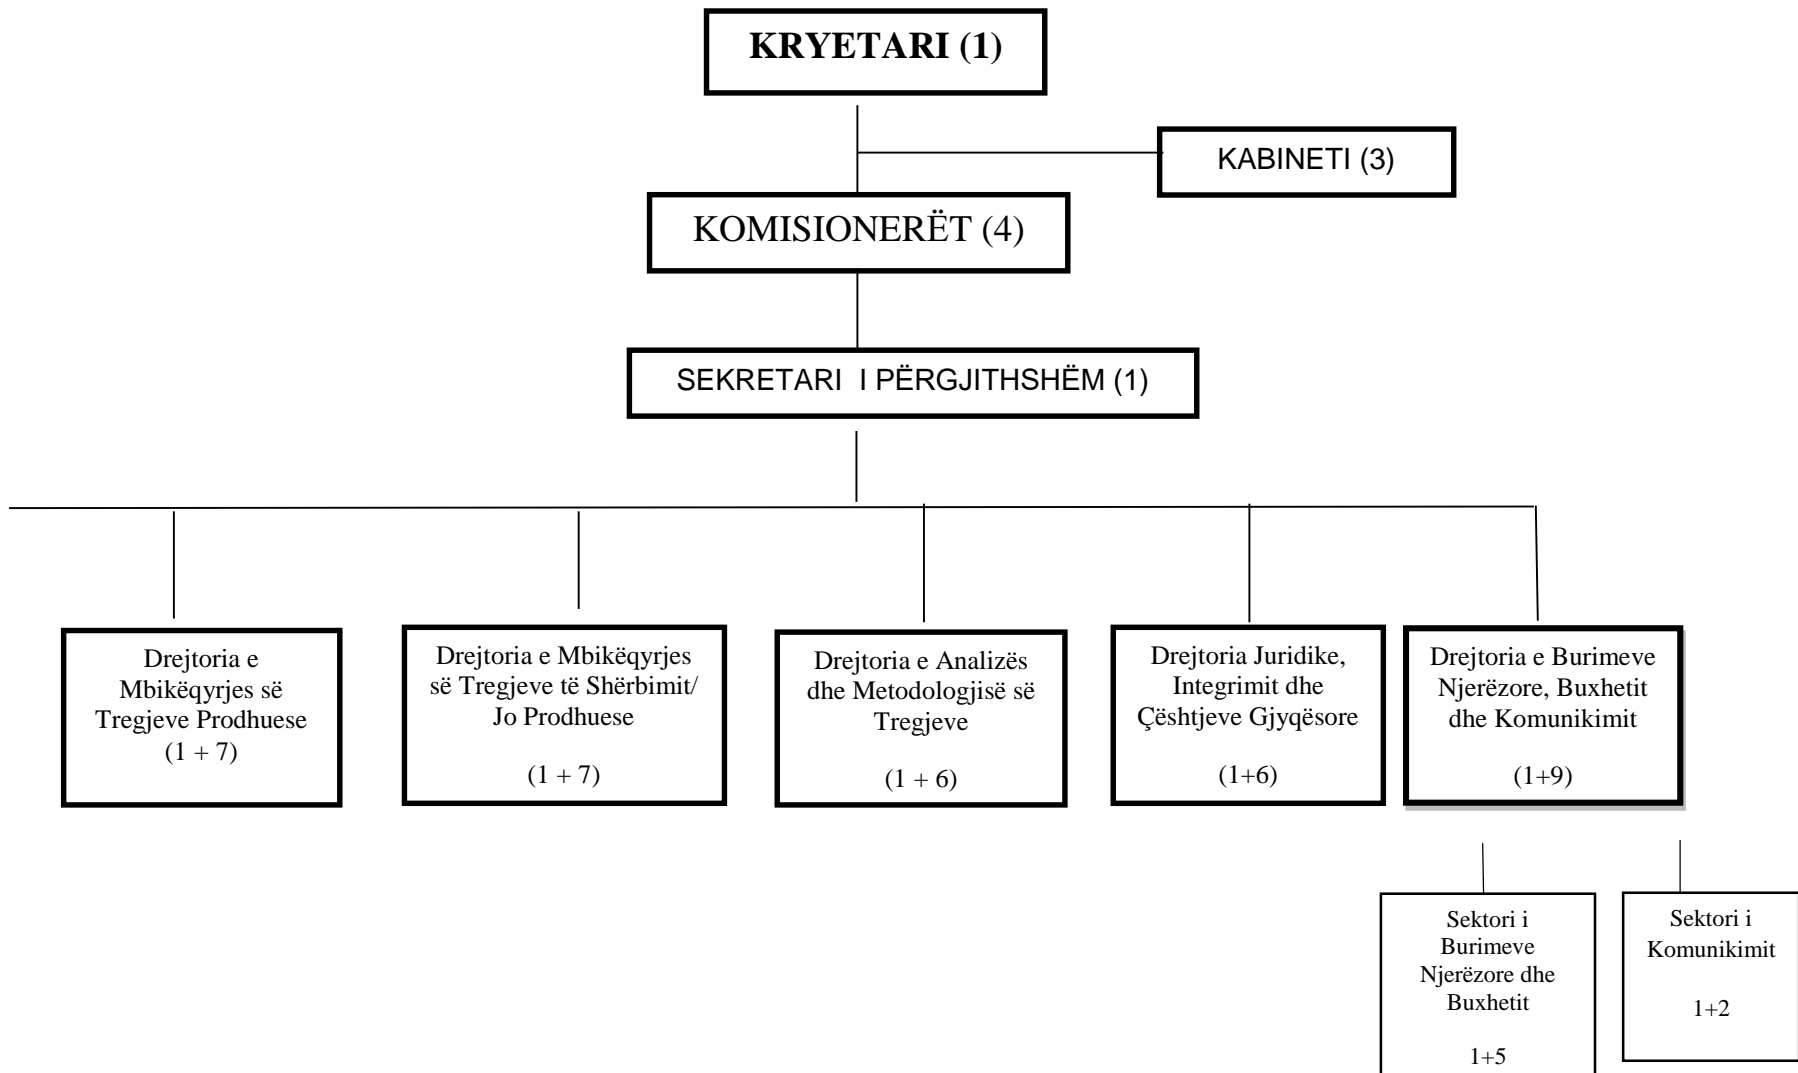 KRYETARI (1)
KABINETI (3)
KOMISIONERËT (4)
SEKRETARI  I PËRGJITHSHËM (1)
Drejtoria e
Mbikëqyrjes së
Tregjeve Prodhuese
(1 + 7)
Drejtoria e Mbikëqyrjes
së Tregjeve të Shërbimit/
Jo Prodhuese
(1 + 7)
Drejtoria e Analizës
dhe Metodologjisë së
Tregjeve
(1 + 6)
Drejtoria Juridike,
Integrimit dhe
Çështjeve Gjyqësore
(1+6)
Drejtoria e Burimeve
Njerëzore, Buxhetit
dhe Komunikimit
(1+9)
Sektori i
Burimeve
Njerëzore dhe
Buxhetit
1+5
Sektori i
Komunikimit
1+2